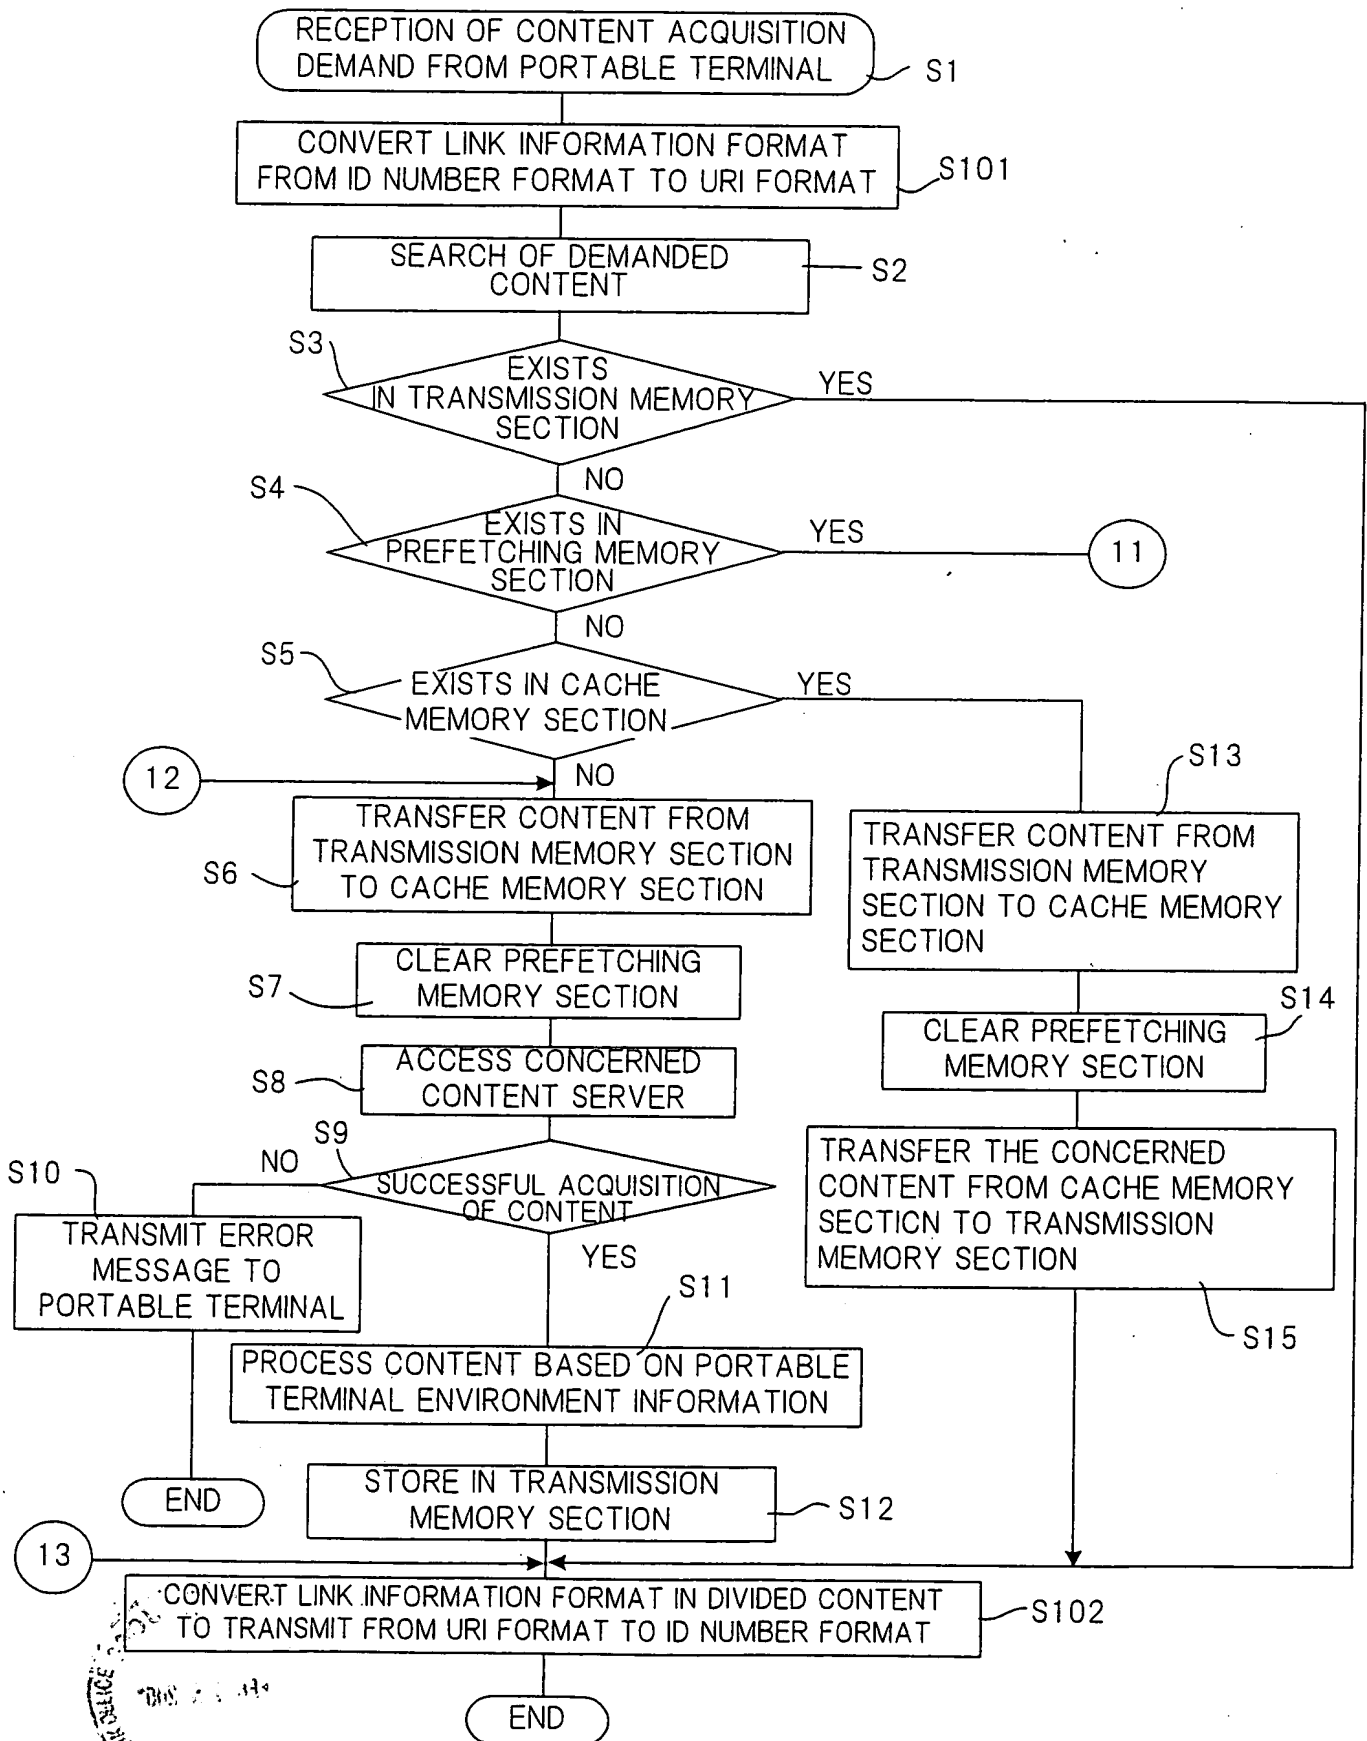 RECEPTION OF CONTENT ACQUISITION
DEMAND FROM PORTABLE TERMINAL
S1
CONVERT LINK INFORMATION FORMAT
FROM ID NUMBER FORMAT TO URI FORMAT
S101
SEARCH OF DEMANDED
CONTENT
S2
S3
EXISTS
IN TRANSMISSION MEMORY
SECTION
YES
NO
S4
EXISTS IN
PREFETCHING MEMORY
SECTION
YES
11
NO
S5
EXISTS IN CACHE
MEMORY SECTION
YES
12
NO
S13
TRANSFER CONTENT FROM
TRANSMISSION MEMORY SECTION
TO CACHE MEMORY SECTION
S6
TRANSFER CONTENT FROM
TRANSMISSION MEMORY
SECTION TO CACHE MEMORY
SECTION
CLEAR PREFETCHING
MEMORY SECTION
S7
S14
CLEAR PREFETCHING
MEMORY SECTION
ACCESS CONCERNED
CONTENT SERVER
S8
S9
NO
SUCCESSFUL ACQUISITION
OF CONTENT
YES
TRANSFER THE CONCERNED
CONTENT FROM CACHE MEMORY
SECTICN TO TRANSMISSION
MEMORY SECTION
S15
S10
TRANSMIT ERROR
MESSAGE TO
PORTABLE TERMINAL
S11
PROCESS CONTENT BASED ON PORTABLE
TERMINAL ENVIRONMENT INFORMATION
END
STORE IN TRANSMISSION
MEMORY SECTION
S12
13
CONVERT LINK INFORMATION FORMAT IN DIVIDED CONTENT
TO TRANSMIT FROM URI FORMAT TO ID NUMBER FORMAT
S102
END